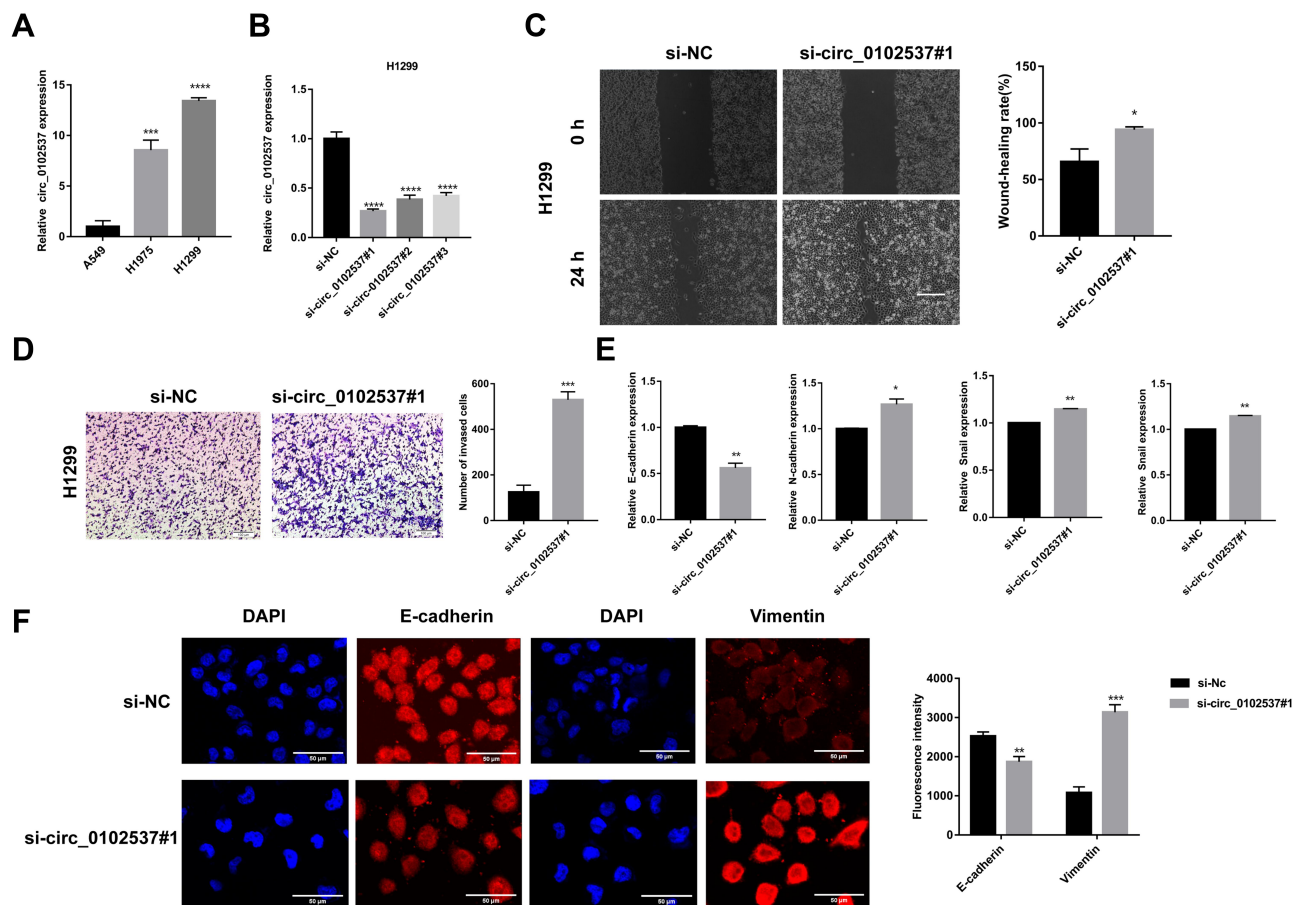 A
Relative circ_0102537 expression
15
10
5
0
***
****
A549
H1975
H1299
B
H1299
Relative circ_0102537 expression
1.5
1.0
0.5
0.0
****
****
****
si-NC
si-circ_0102537#1
si-circ-0102537#2
si-circ_0102537#3
C
si-NC
si-circ_0102537#1
H1299
0 h
24 h
Wound-healing rate(%)
150
100
50
0
*
si-NC
si-circ_0102537#1
D
si-NC
si-circ_0102537#1
H1299
Number of invased cells
600
400
200
0
***
si-NC
si-circ_0102537#1
E
Relative E-cadherin expression
1.5
1.0
0.5
0.0
**
si-NC
si-circ_0102537#1
Relative N-cadherin expression
1.5
1.0
0.5
0.0
*
si-NC
si-circ_0102537#1
Relative Snail expression
1.5
1.0
0.5
0.0
**
si-NC
si-circ_0102537#1
Relative Snail expression
1.5
1.0
0.5
0.0
**
si-NC
si-circ_0102537#1
F
DAPI
E-cadherin
DAPI
Vimentin
si-NC
50 µm
50 µm
50 µm
50 µm
si-circ_0102537#1
50 µm
50 µm
50 µm
50 µm
Fluorescence intensity
4000
3000
2000
1000
0
**
***
E-cadherin
Vimentin
si-Nc
si-circ_0102537#1